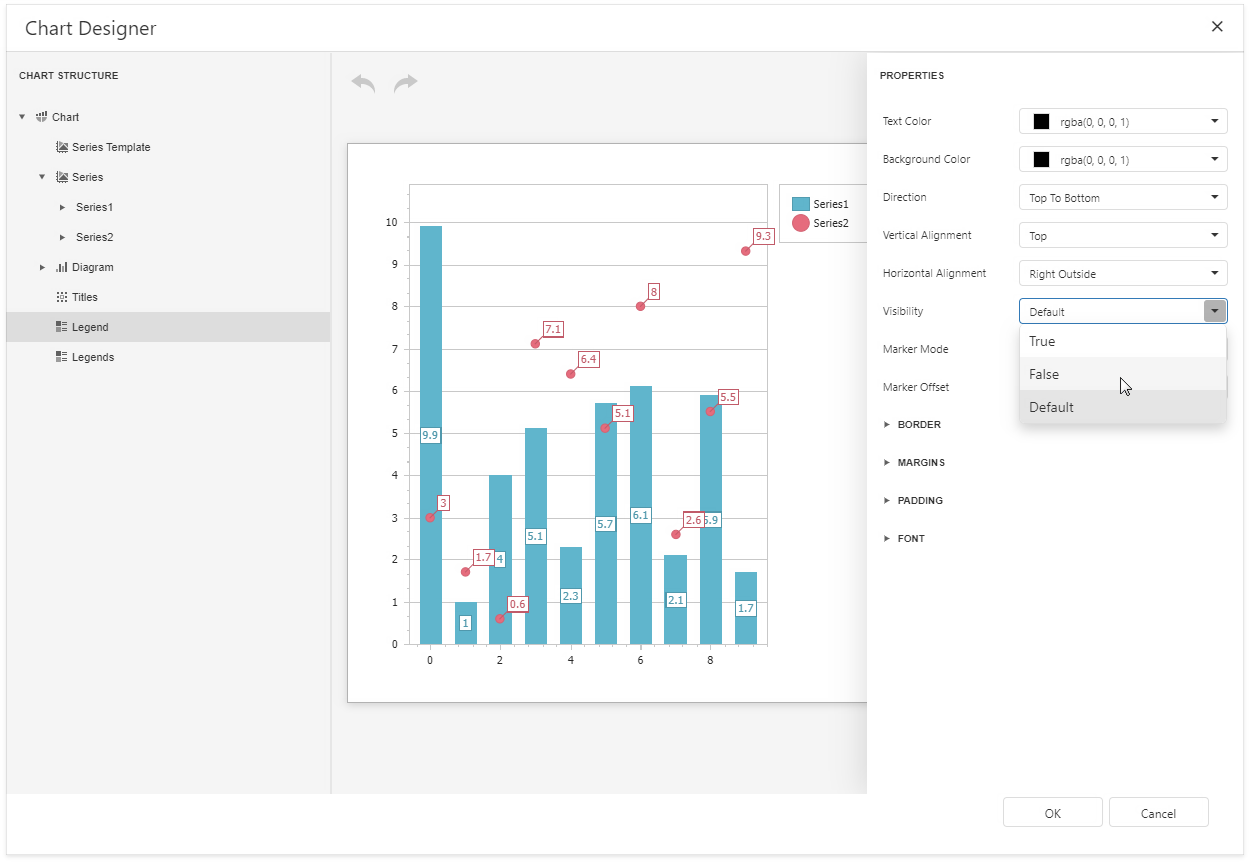 Chart Designer
CHART STRUCTURE
Chart
Series Template
Series
Series1
Series2
Diagram
Titles
Legend
Legends
10
9
8
7
6
5
4
3
2
1
0
0
2
4
6
8
9.9
1
4
5.1
2.3
5.7
6.1
2.1
5.9
1.7
3
1.7
0.6
7.1
6.4
5.1
8
2.6
5.5
9.3
Series1
Series2
PROPERTIES
Text Color
rgba(0, 0, 0, 1)
Background Color
rgba(0, 0, 0, 1)
Direction
Top To Bottom
Vertical Alignment
Top
Horizontal Alignment
Right Outside
Visibility
Default
True
False
Default
Marker Mode
Marker Offset
BORDER
MARGINS
PADDING
FONT
OK
Cancel